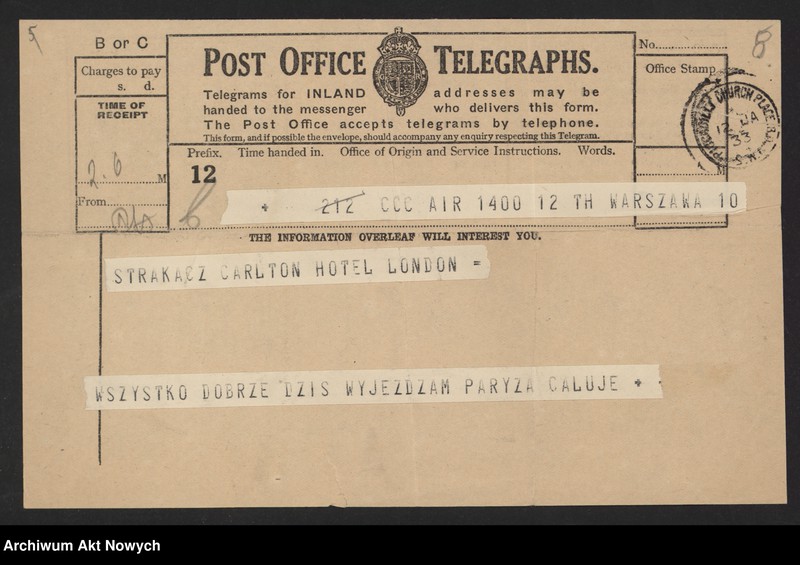 5
B or C
Charges to pay
s. d.
TIME OF
RECEIPT
2.6
M
From
POST OFFICE TELEGRAPHS.
Telegrams for INLAND addresses may be
handed to the messenger who delivers this form.
The Post Office accepts telegrams by telephone.
This form, and if possible the envelope, should accompany any enquiry respecting this Telegram.
Prefix. Time handed in. Office of Origin and Service Instructions. Words.
12
No.
Office Stamp
CHURCH PLACE
33
M
+ 212 CCC AIR 1400 12 TH WARSZAWA 10
THE INFORMATION OVERLEAF WILL INTEREST YOU.
STRAKACZ CARLTON HOTEL LONDON =
WSZYSTKO DOBRZE DZIS WYJEZDZAM PARYZA CALUJE +
Archiwum Akt Nowych